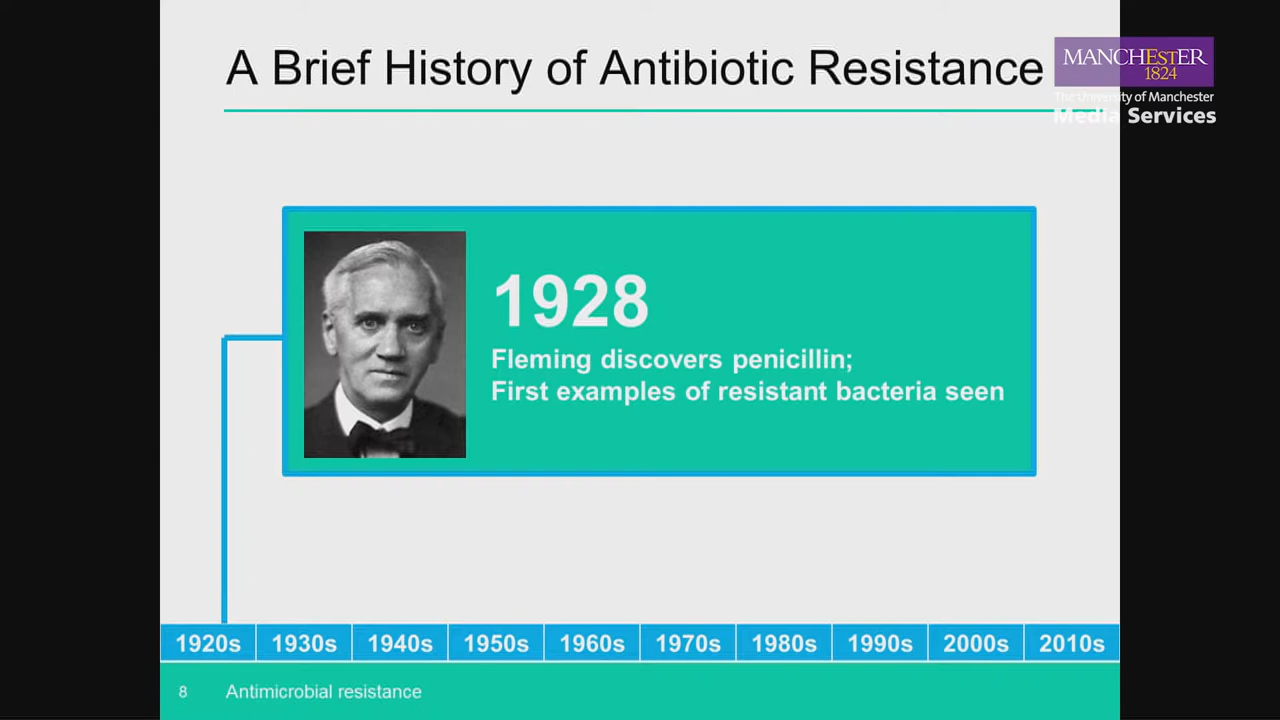 A Brief History of Antibiotic Resistance
MANCHESTER
1824
The University of Manchester
Media Services
1928
Fleming discovers penicillin;
First examples of resistant bacteria seen
1920s 1930s 1940s 1950s 1960s 1970s 1980s 1990s 2000s 2010s
8 Antimicrobial resistance